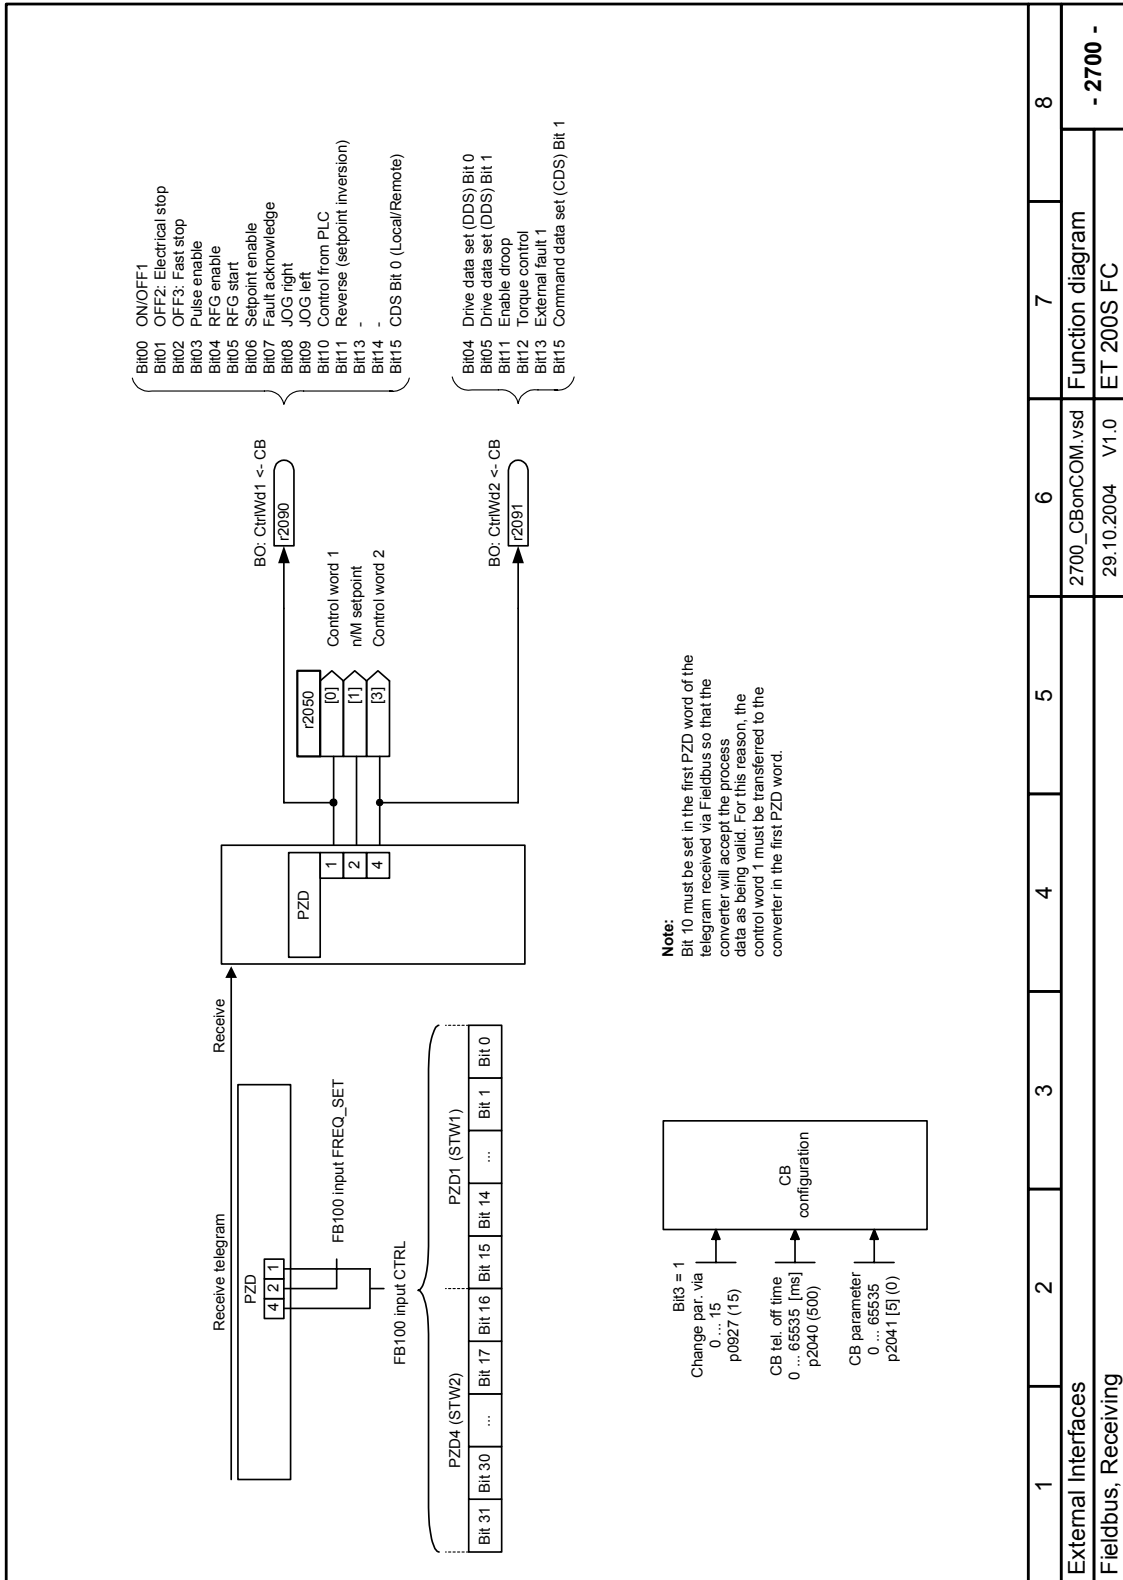 Receive telegram
Receive
PZD
4 2 1
FB100 input FREQ_SET
FB100 input CTRL
PZD4 (STW2)
PZD1 (STW1)
Bit 31 Bit 30 ... Bit 17 Bit 16 Bit 15 Bit 14 ... Bit 1 Bit 0
PZD
1
2
4
r2050
[0]
[1]
[3]
Control word 1
n/M setpoint
Control word 2
BO: CtrlWd1 <- CB
r2090
BO: CtrlWd2 <- CB
r2091
Bit00 ON/OFF1
Bit01 OFF2: Electrical stop
Bit02 OFF3: Fast stop
Bit03 Pulse enable
Bit04 RFG enable
Bit05 RFG start
Bit06 Setpoint enable
Bit07 Fault acknowledge
Bit08 JOG right
Bit09 JOG left
Bit10 Control from PLC
Bit11 Reverse (setpoint inversion)
Bit13 -
Bit14 -
Bit15 CDS Bit 0 (Local/Remote)
Bit04 Drive data set (DDS) Bit 0
Bit05 Drive data set (DDS) Bit 1
Bit11 Enable droop
Bit12 Torque control
Bit13 External fault 1
Bit15 Command data set (CDS) Bit 1
Bit3 = 1
Change par. via
0 ... 15
p0927 (15)
CB tel. off time
0 ... 65535 [ms]
p2040 (500)
CB parameter
0 ... 65535
p2041 [5] (0)
CB
configuration
Note:
Bit 10 must be set in the first PZD word of the
telegram received via Fieldbus so that the
converter will accept the process
data as being valid. For this reason, the
control word 1 must be transferred to the
converter in the first PZD word.
1 2 3 4 5 6 7 8
External Interfaces
Fieldbus, Receiving
2700_CBonCOM.vsd
29.10.2004 V1.0
Function diagram
ET 200S FC
- 2700 -